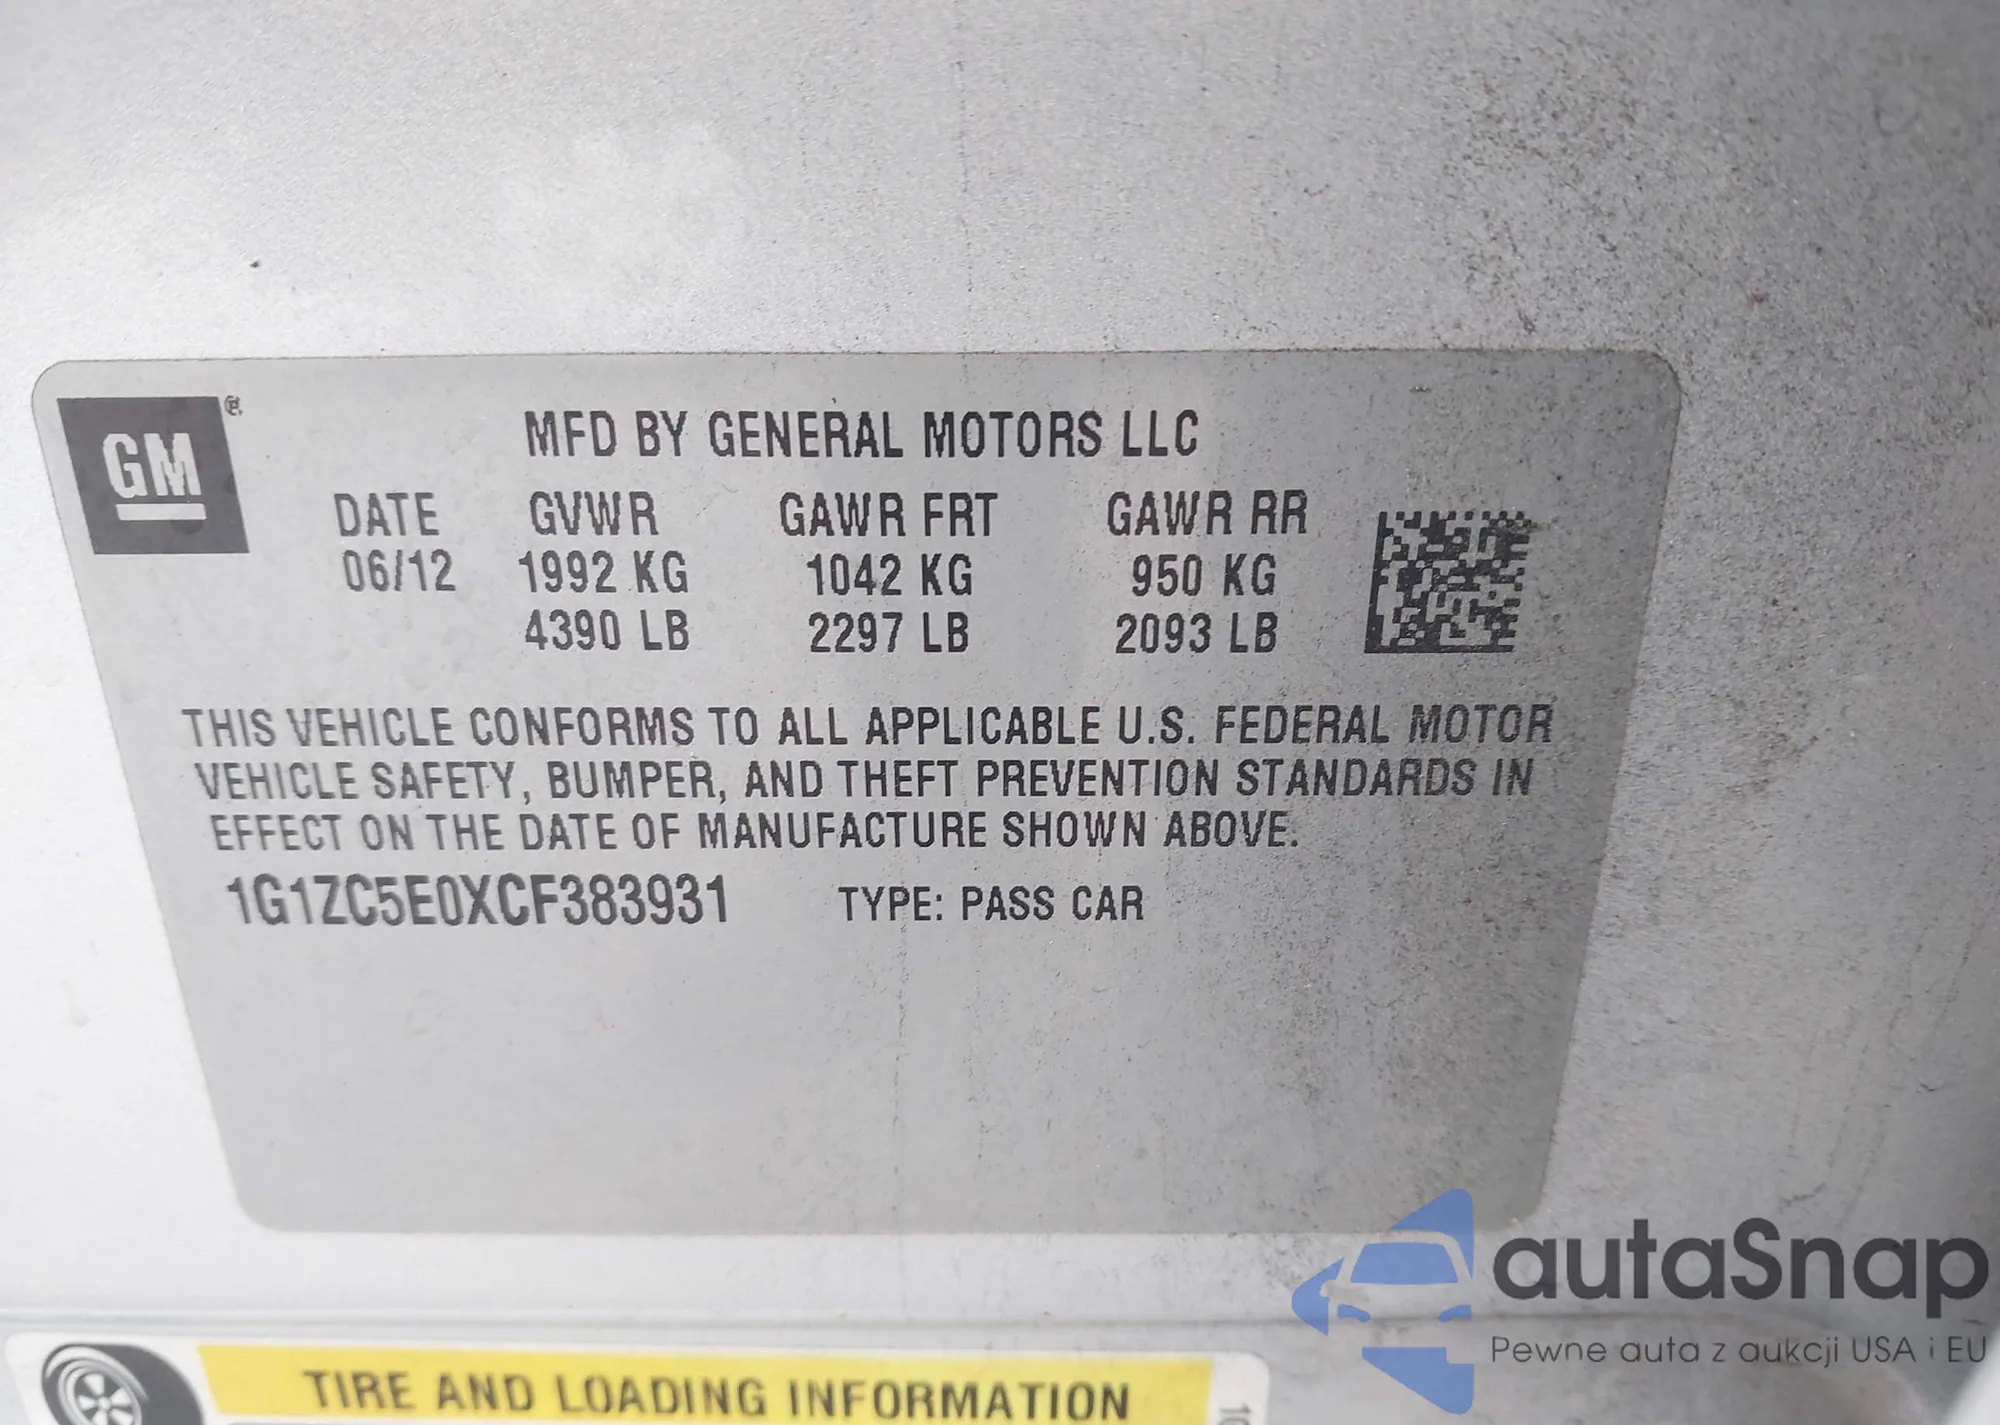 GM®
MFD BY GENERAL MOTORS LLC
DATE GVWR GAWR FRT GAWR RR
06/12 1992 KG 1042 KG 950 KG
4390 LB 2297 LB 2093 LB
THIS VEHICLE CONFORMS TO ALL APPLICABLE U.S. FEDERAL MOTOR
VEHICLE SAFETY, BUMPER, AND THEFT PREVENTION STANDARDS IN
EFFECT ON THE DATE OF MANUFACTURE SHOWN ABOVE.
1G1ZC5E0XCF383931 TYPE: PASS CAR
autaSnap
Pewne auta z aukcji USA i EU
TIRE AND LOADING INFORMATION